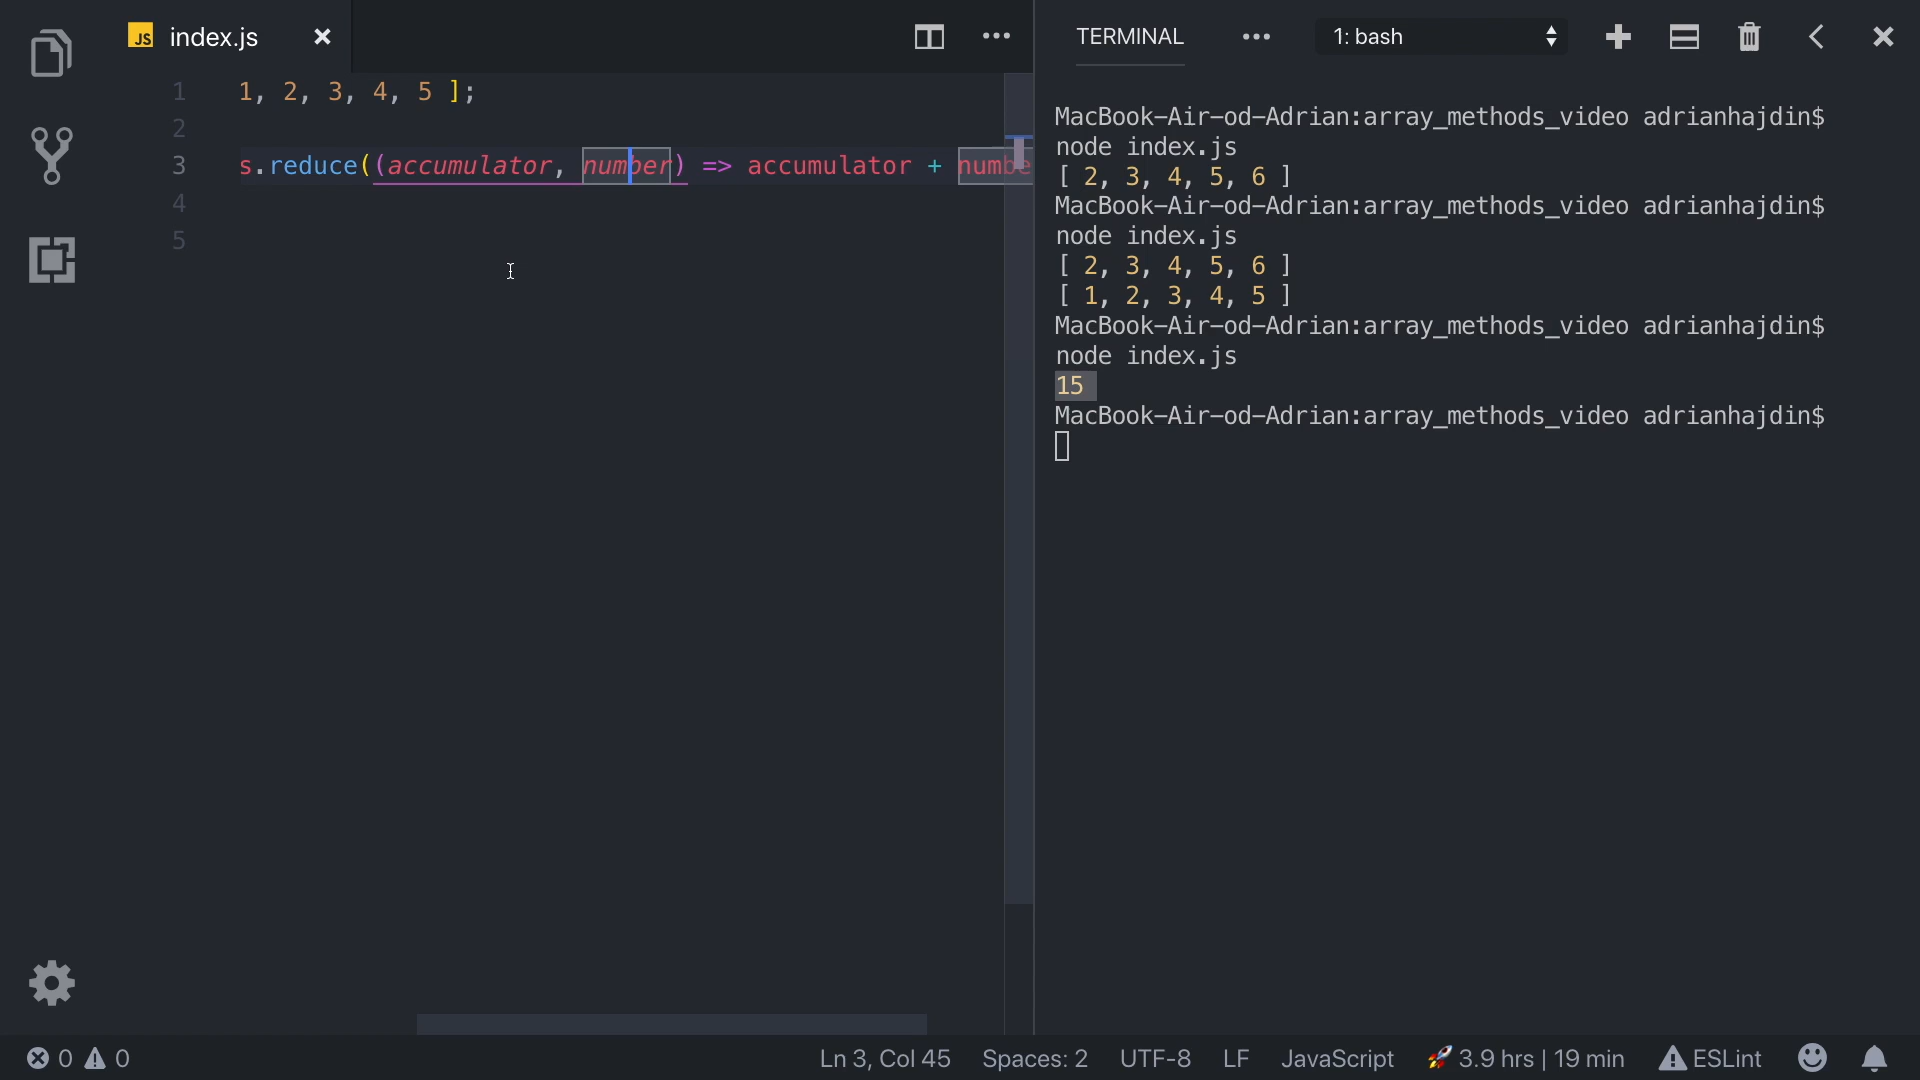 JS index.js
TERMINAL
1: bash
1 1, 2, 3, 4, 5 ];
2
3 s.reduce((accumulator, number) => accumulator + numbe
4
5
MacBook-Air-od-Adrian:array_methods_video adrianhajdin$
node index.js
[ 2, 3, 4, 5, 6 ]
MacBook-Air-od-Adrian:array_methods_video adrianhajdin$
node index.js
[ 2, 3, 4, 5, 6 ]
[ 1, 2, 3, 4, 5 ]
MacBook-Air-od-Adrian:array_methods_video adrianhajdin$
node index.js
15
MacBook-Air-od-Adrian:array_methods_video adrianhajdin$
0 0 Ln 3, Col 45 Spaces: 2 UTF-8 LF JavaScript 🚀 3.9 hrs | 19 min ESLint